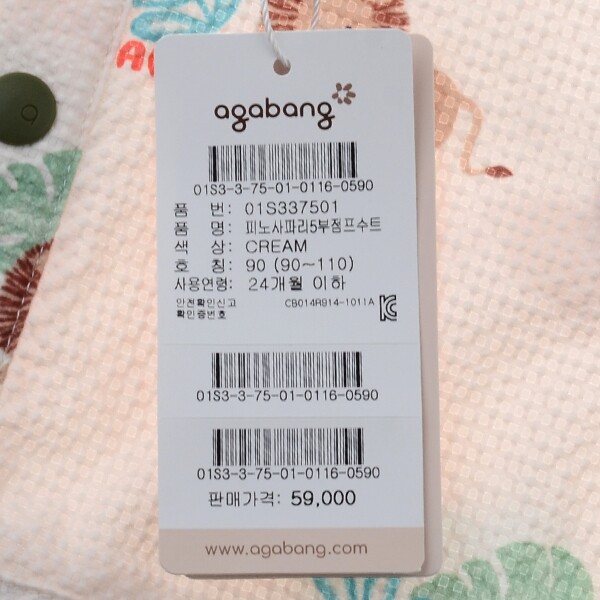 agabang
01S3-3-75-01-0116-0590
품 번: 01S337501
품 명: 피노사파리5부점프수트
색 상: CREAM
호 칭: 90 (90~110)
사용연령: 24개월 이하
안전확인신고
확인증번호 CB014R914-1011A
01S3-3-75-01-0116-0590
01S3-3-75-01-0116-0590
판매가격: 59,000
www.agabang.com